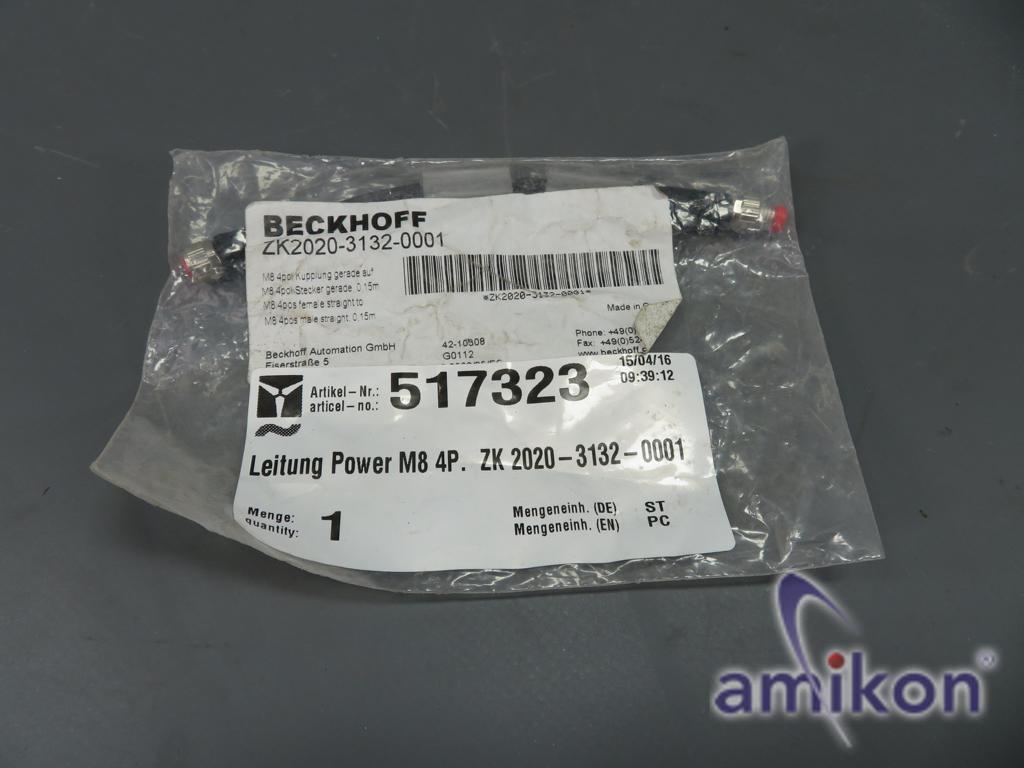 BECKHOFF
ZK2020-3132-0001
M8 4pol Kupplung gerade auf
M8 4pol Stecker gerade, 0,15m
M8 4pos female straight to
M8 4pos male straight, 0,15m
*ZK2020-3132-0001*
Made in
Beckhoff Automation GmbH
Eiserstraße 5
42-10808
G0112
Phone: +49(0)
Fax: +49(0)52
www.beckhoff.
15/04/16
09:39:12
Artikel-Nr.:
articel-no.:
517323
Leitung Power M8 4P. ZK 2020-3132-0001
Menge:
quantity:
1
Mengeneinh. (DE) ST
Mengeneinh. (EN) PC
amikon®